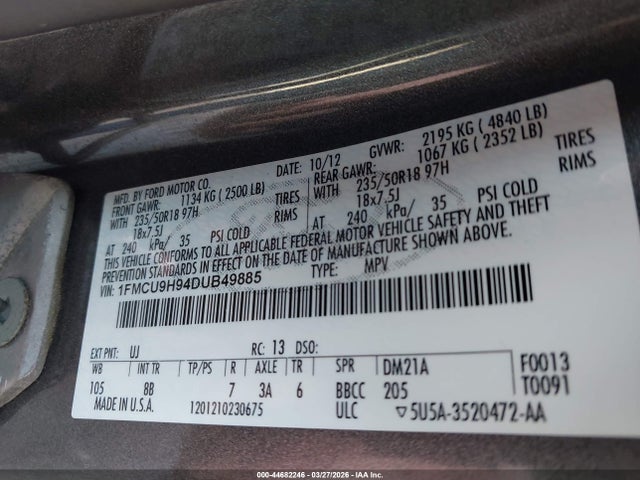 MFD. BY FORD MOTOR CO.
DATE: 10/12 GVWR: 2195 KG ( 4840 LB)
FRONT GAWR: 1134 KG ( 2500 LB) REAR GAWR: 1067 KG ( 2352 LB)
WITH 235/50R18 97H TIRES WITH 235/50R18 97H TIRES
18x7.5J RIMS 18x7.5J RIMS
AT 240 kPa/ 35 PSI COLD AT 240 kPa/ 35 PSI COLD
THIS VEHICLE CONFORMS TO ALL APPLICABLE FEDERAL MOTOR VEHICLE SAFETY AND THEFT
PREVENTION STANDARDS IN EFFECT ON THE DATE OF MANUFACTURE SHOWN ABOVE.
VIN: 1FMCU9H94DUB49885 TYPE: MPV
EXT PNT: UJ RC: 13 DSO:
WB INT TR TP/PS R AXLE TR SPR DM21A F0013
105 8B 7 3A 6 BBCC 205 T0091
MADE IN U.S.A. 1201210230675 ULC ▽5U5A-3520472-AA
000-44682246 | 03/27/2026 | IAA Inc.